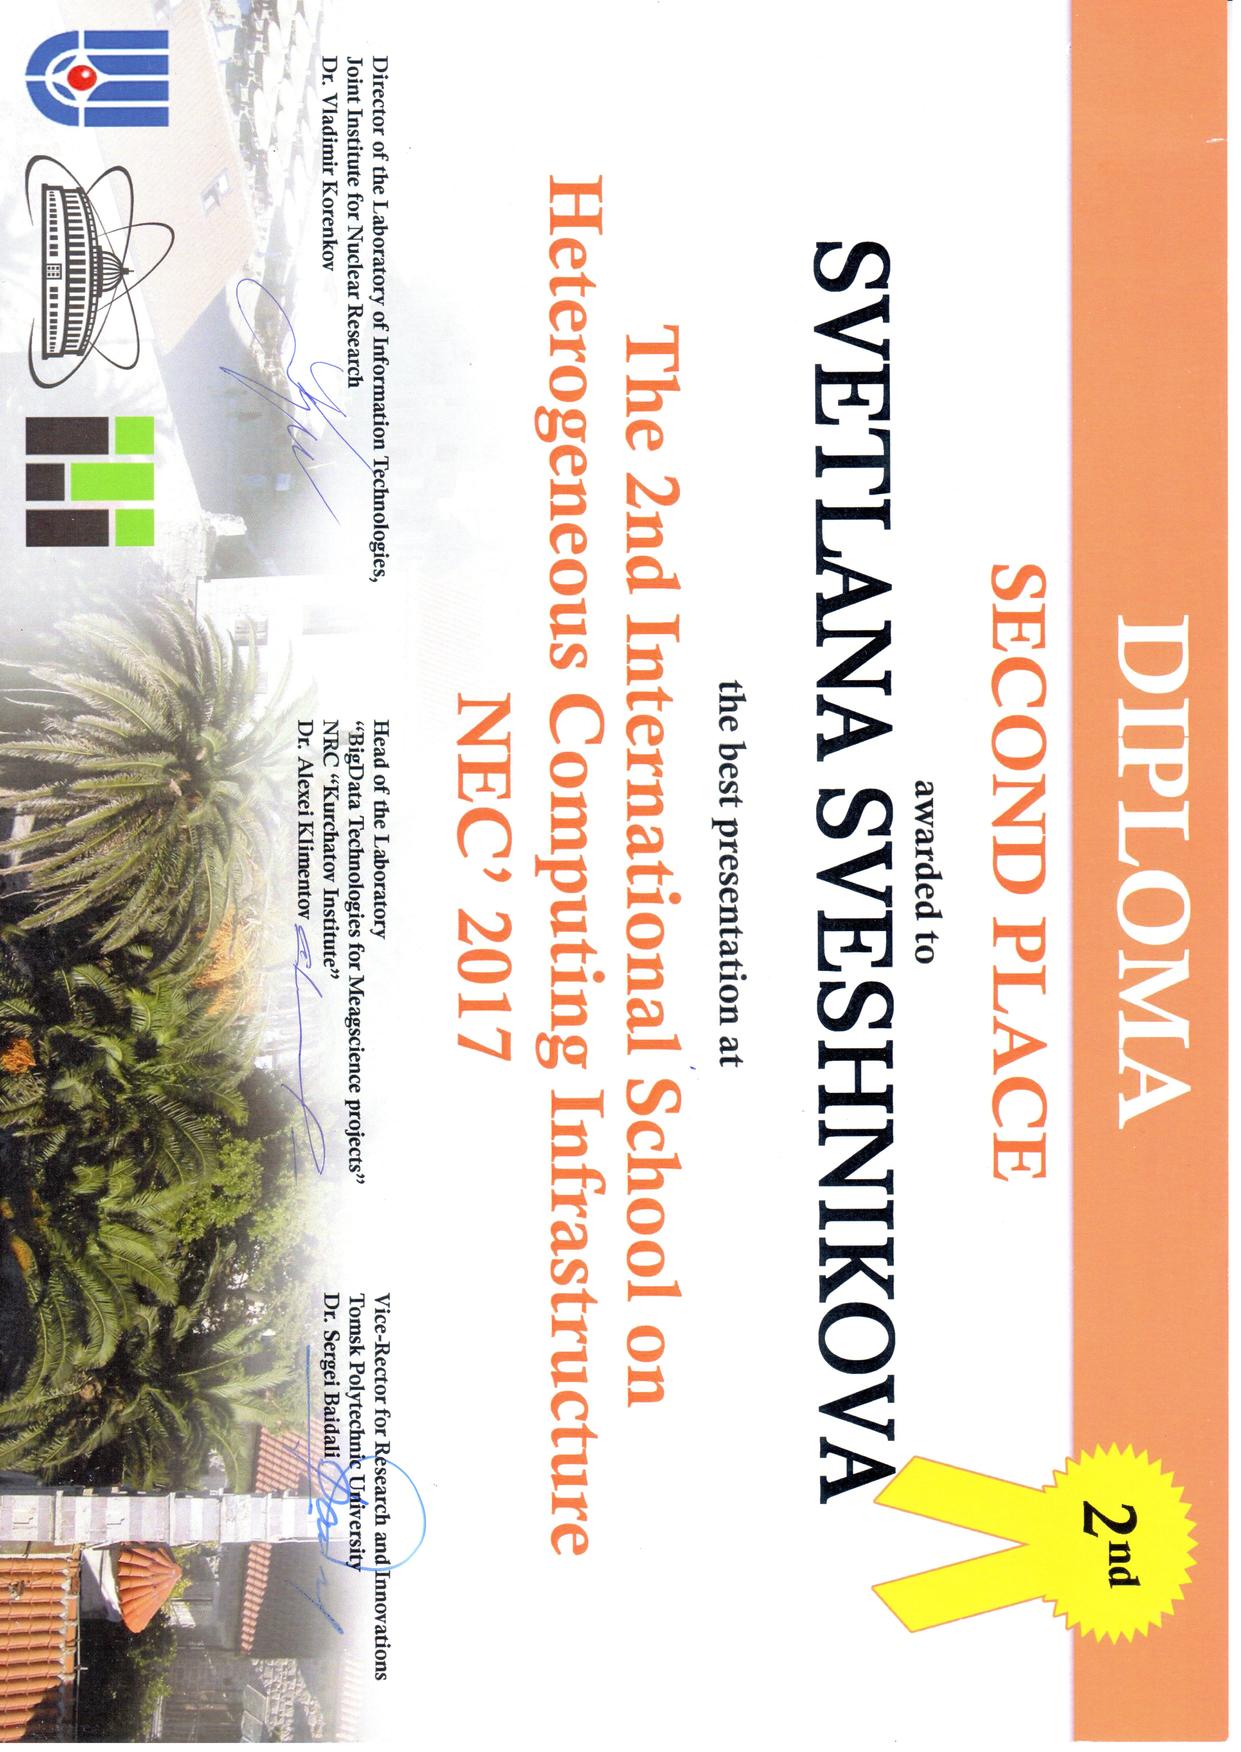 DIPLOMA
2nd
SECOND PLACE
awarded to
SVETLANA SVESHNIKOVA
the best presentation at
The 2nd International School on
Heterogeneous Computing Infrastructure
NEC’ 2017
Director of the Laboratory of Information Technologies,
Joint Institute for Nuclear Research
Dr. Vladimir Korenkov
Head of the Laboratory
“BigData Technologies for Meagscience projects”
NRC “Kurchatov Institute”
Dr. Alexei Klimentov
Vice-Rector for Research and Innovations
Tomsk Polytechnic University
Dr. Sergei Baidali